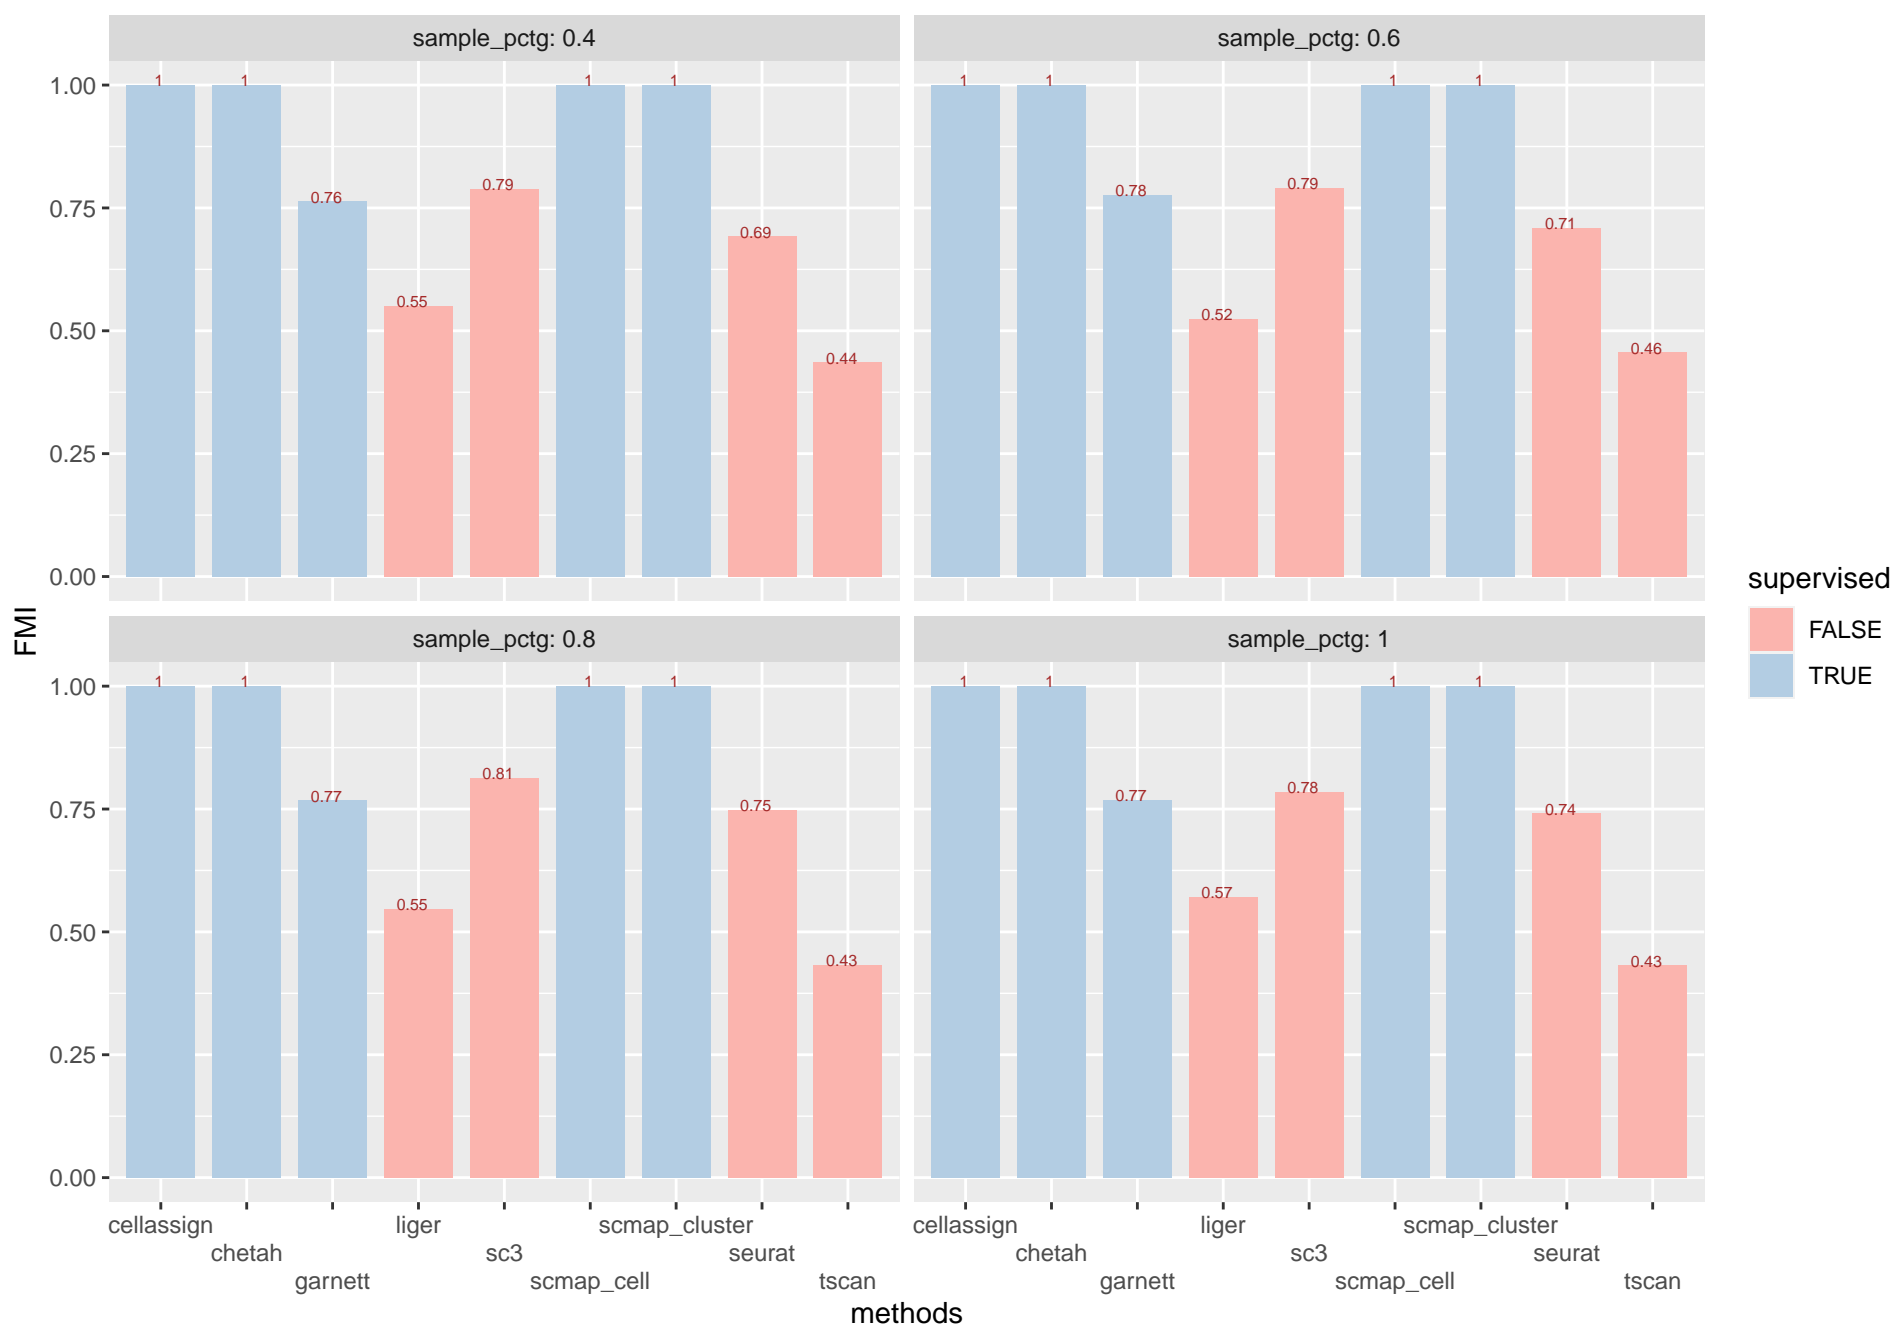 sample_pctg: 0.4
sample_pctg: 0.6
1.00
0.75
0.50
0.25
0.00
1 1 0.76 0.55 0.79 1 1 0.69 0.44
1 1 0.78 0.52 0.79 1 1 0.71 0.46
FMI
sample_pctg: 0.8
sample_pctg: 1
1.00
0.75
0.50
0.25
0.00
1 1 0.77 0.55 0.81 1 1 0.75 0.43
1 1 0.77 0.57 0.78 1 1 0.74 0.43
cellassign liger scmap_cluster
chetah sc3 seurat
garnett scmap_cell tscan
cellassign liger scmap_cluster
chetah sc3 seurat
garnett scmap_cell tscan
methods
supervised
FALSE
TRUE